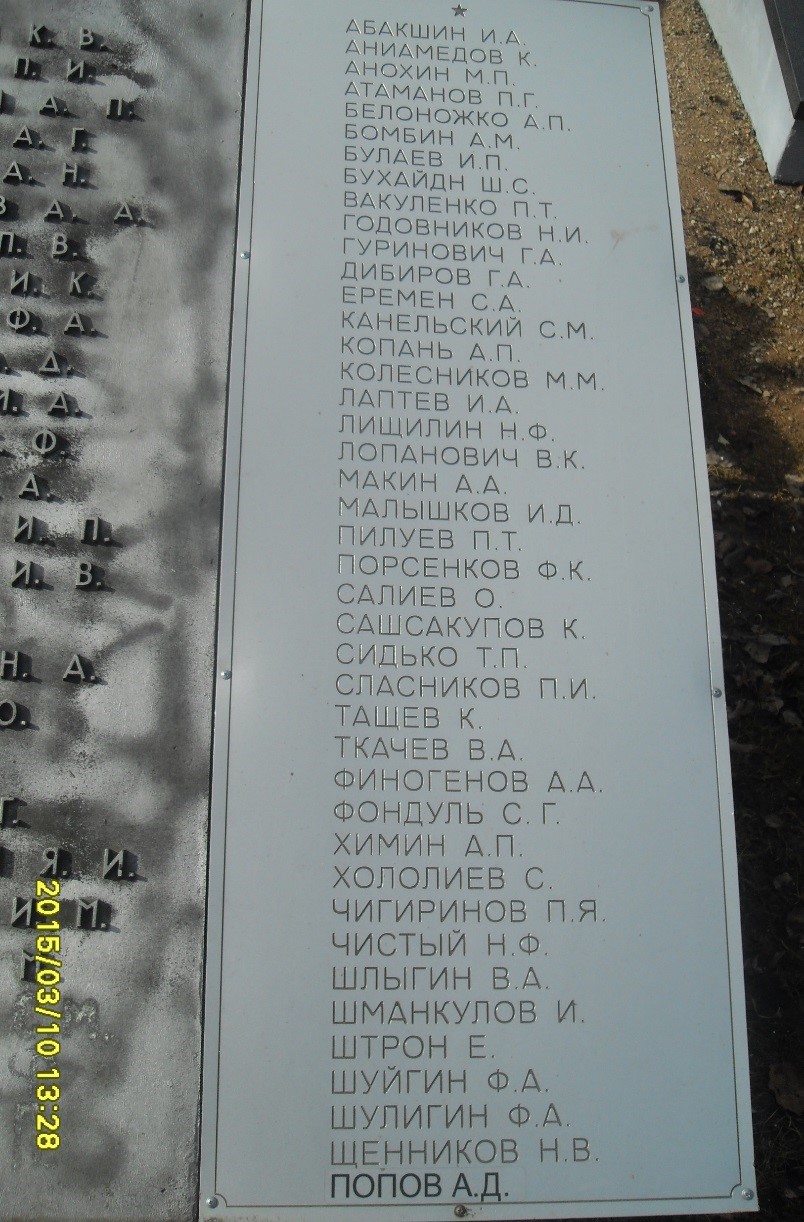 К. В.
П. И.
А. П.
А. Г.
А. Н.
В А. А.
П. В.
И. К.
Ф. А.
А.
И. А.
Ф.
А.
И. П.
И. В.
Н. А.
Ю.
Г.
Я. И.
И. М.
АБАКШИН И.А.
АНИАМЕДОВ К.
АНОХИН М.П.
АТАМАНОВ П.Г.
БЕЛОНОЖКО А.П.
БОМБИН А.М.
БУЛАЕВ И.П.
БУХАЙДН Ш.С.
ВАКУЛЕНКО П.Т.
ГОДОВНИКОВ Н.И.
ГУРИНОВИЧ Г.А.
ДИБИРОВ Г.А.
ЕРЕМЕН С.А.
КАНЕЛЬСКИЙ С.М.
КОПАНЬ А.П.
КОЛЕСНИКОВ М.М.
ЛАПТЕВ И.А.
ЛИЩИЛИН Н.Ф.
ЛОПАНОВИЧ В.К.
МАКИН А.А.
МАЛЫШКОВ И.Д.
ПИЛУЕВ П.Т.
ПОРСЕНКОВ Ф.К.
САЛИЕВ О.
САШСАКУПОВ К.
СИДЬКО Т.П.
СЛАСНИКОВ П.И.
ТАЩЕВ К.
ТКАЧЕВ В.А.
ФИНОГЕНОВ А.А.
ФОНДУЛЬ С.Г.
ХИМИН А.П.
ХОЛОЛИЕВ С.
ЧИГИРИНОВ П.Я.
ЧИСТЫЙ Н.Ф.
ШЛЫГИН В.А.
ШМАНКУЛОВ И.
ШТРОН Е.
ШУЙГИН Ф.А.
ШУЛИГИН Ф.А.
ЩЕННИКОВ Н.В.
ПОПОВ А.Д.
2015/03/10 13:28